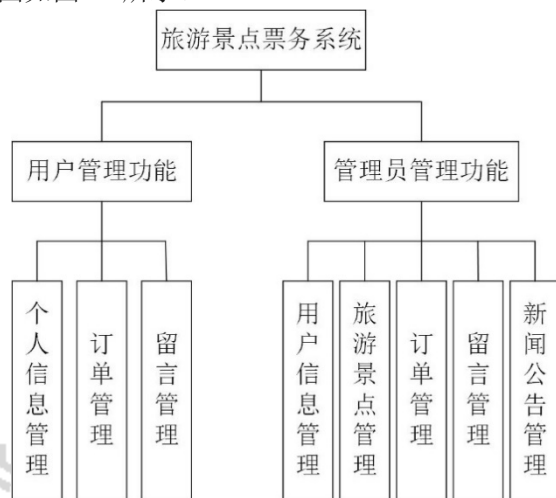 旅游景点票务系统
用户管理功能
管理员管理功能
个人信息管理
订单管理
留言管理
用户信息管理
旅游景点管理
订单管理
留言管理
新闻公告管理